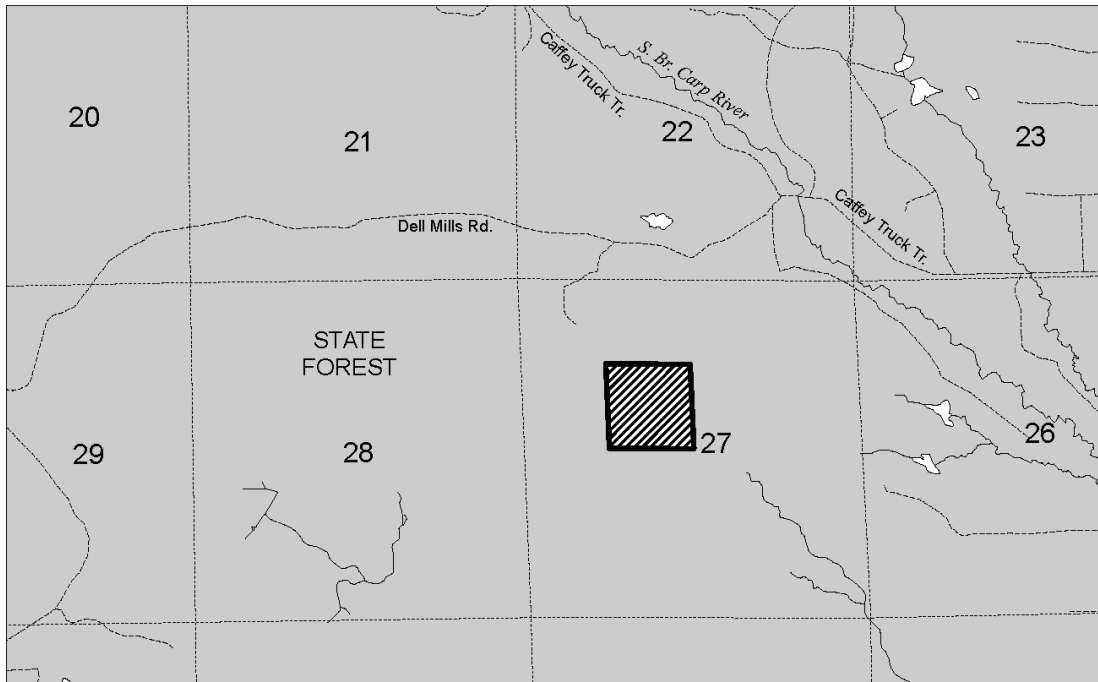 S. Br. Carp River
Caffey Truck Tr.
20
21
22
23
Caffey Truck Tr.
Dell Mills Rd.
STATE
FOREST
29
28
27
26